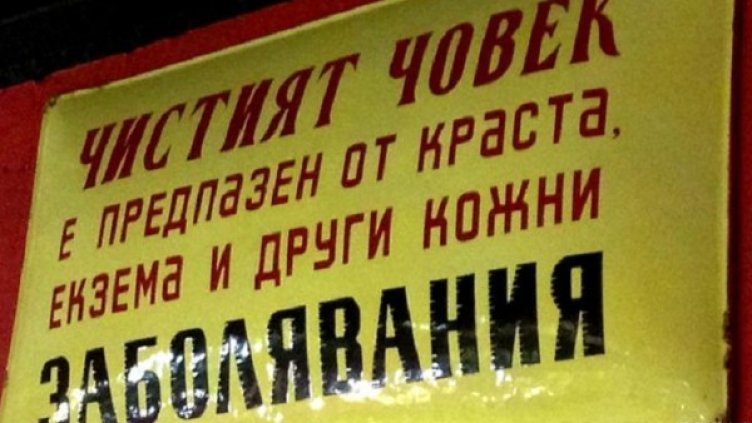 ЧИСТИЯТ ЧОВЕК
Е ПРЕДПАЗЕН ОТ КРАСТА,
ЕКЗЕМА И ДРУГИ КОЖНИ
ЗАБОЛЯВАНИЯ